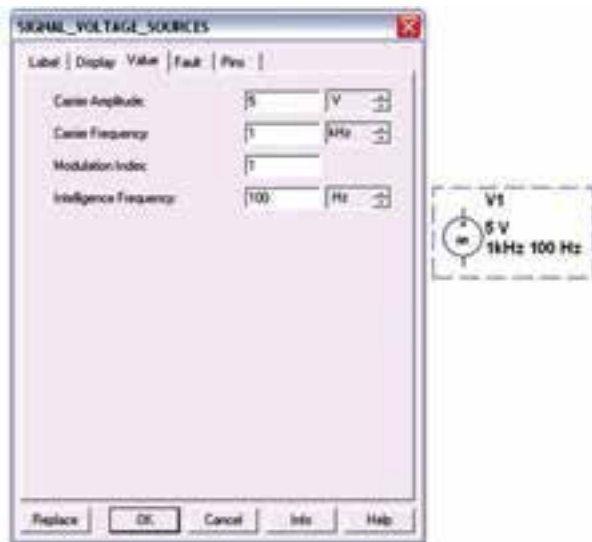 SIGNAL_VOLTAGE_SOURCES
Label Display Value Fault Pins
Carrier Amplitude: 5 V
Carrier Frequency: 1 kHz
Modulation Index: 1
Intelligence Frequency: 100 Hz
V1
5 V
1kHz 100 Hz
Replace OK Cancel Info Help